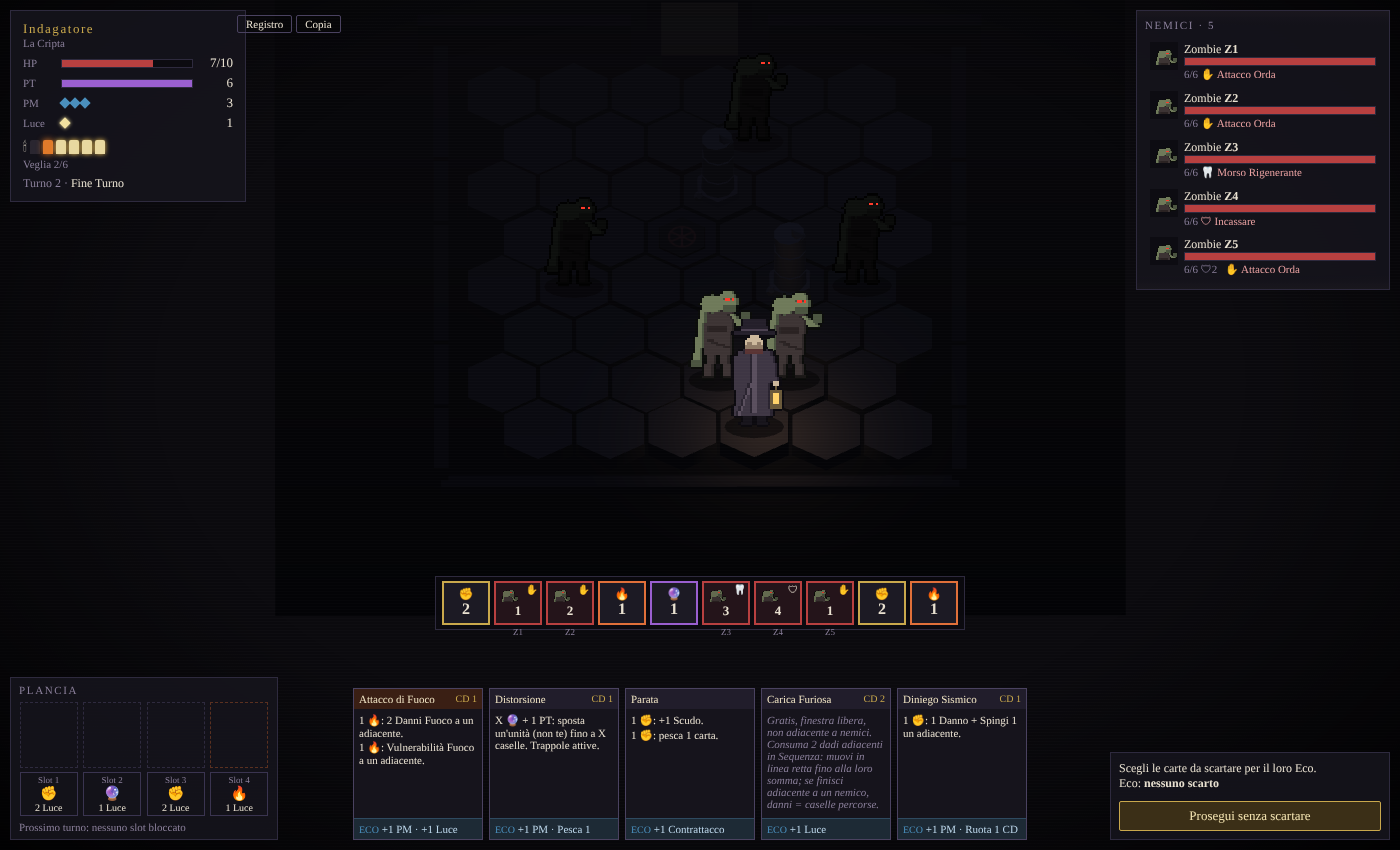 Indagatore
La Cripta
HP 7/10
PT 6
PM 3
Luce 1
Veglia 2/6
Turno 2 · Fine Turno
Registro
Copia
NEMICI · 5
Zombie Z1
6/6 ✋ Attacco Orda
Zombie Z2
6/6 ✋ Attacco Orda
Zombie Z3
6/6 🦷 Morso Rigenerante
Zombie Z4
6/6 🛡 Incassare
Zombie Z5
6/6 🛡2 ✋ Attacco Orda
2 1 2 1 1 3 4 1 2 1
Z1 Z2 Z3 Z4 Z5
PLANCIA
Slot 1 Slot 2 Slot 3 Slot 4
2 Luce 1 Luce 2 Luce 1 Luce
Prossimo turno: nessuno slot bloccato
Attacco di Fuoco CD 1
1 🔥: 2 Danni Fuoco a un
adiacente.
1 🔥: Vulnerabilità Fuoco
a un adiacente.
ECO +1 PM · +1 Luce
Distorsione CD 1
X 🔮 + 1 PT: sposta
un'unità (non te) fino a X
caselle. Trappole attive.
ECO +1 PM · Pesca 1
Parata
1 ✊: +1 Scudo.
1 ✊: pesca 1 carta.
ECO +1 Contrattacco
Carica Furiosa CD 2
Gratis, finestra libera,
non adiacente a nemici.
Consuma 2 dadi adiacenti
in Sequenza: muovi in
linea retta fino alla loro
somma; se finisci
adiacente a un nemico,
danni = caselle percorse.
ECO +1 Luce
Diniego Sismico CD 1
1 ✊: 1 Danno + Spingi 1
un adiacente.
ECO +1 PM · Ruota 1 CD
Scegli le carte da scartare per il loro Eco.
Eco: nessuno scarto
Prosegui senza scartare